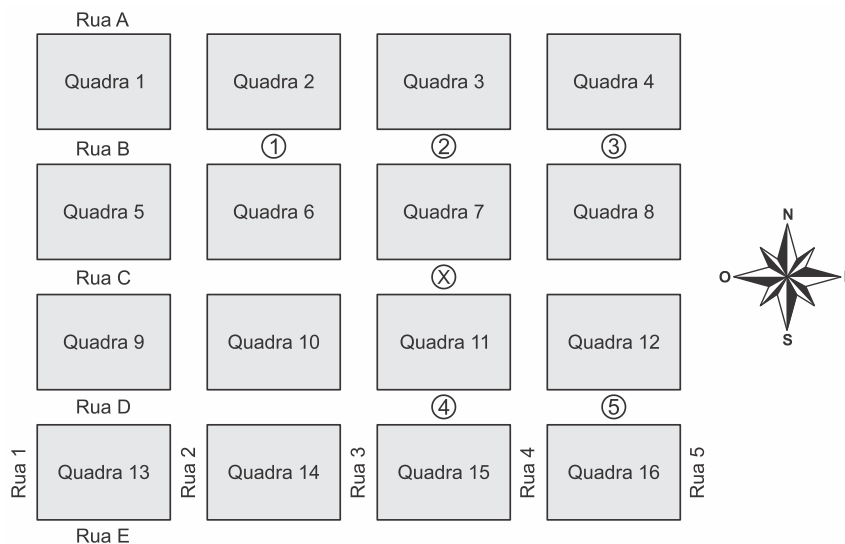 Rua A
Quadra 1 Quadra 2 Quadra 3 Quadra 4
Rua B 1 2 3
Quadra 5 Quadra 6 Quadra 7 Quadra 8
N
O
S
Rua C X
Quadra 9 Quadra 10 Quadra 11 Quadra 12
Rua D 4 5
Rua 1 Quadra 13 Rua 2 Quadra 14 Rua 3 Quadra 15 Rua 4 Quadra 16 Rua 5
Rua E